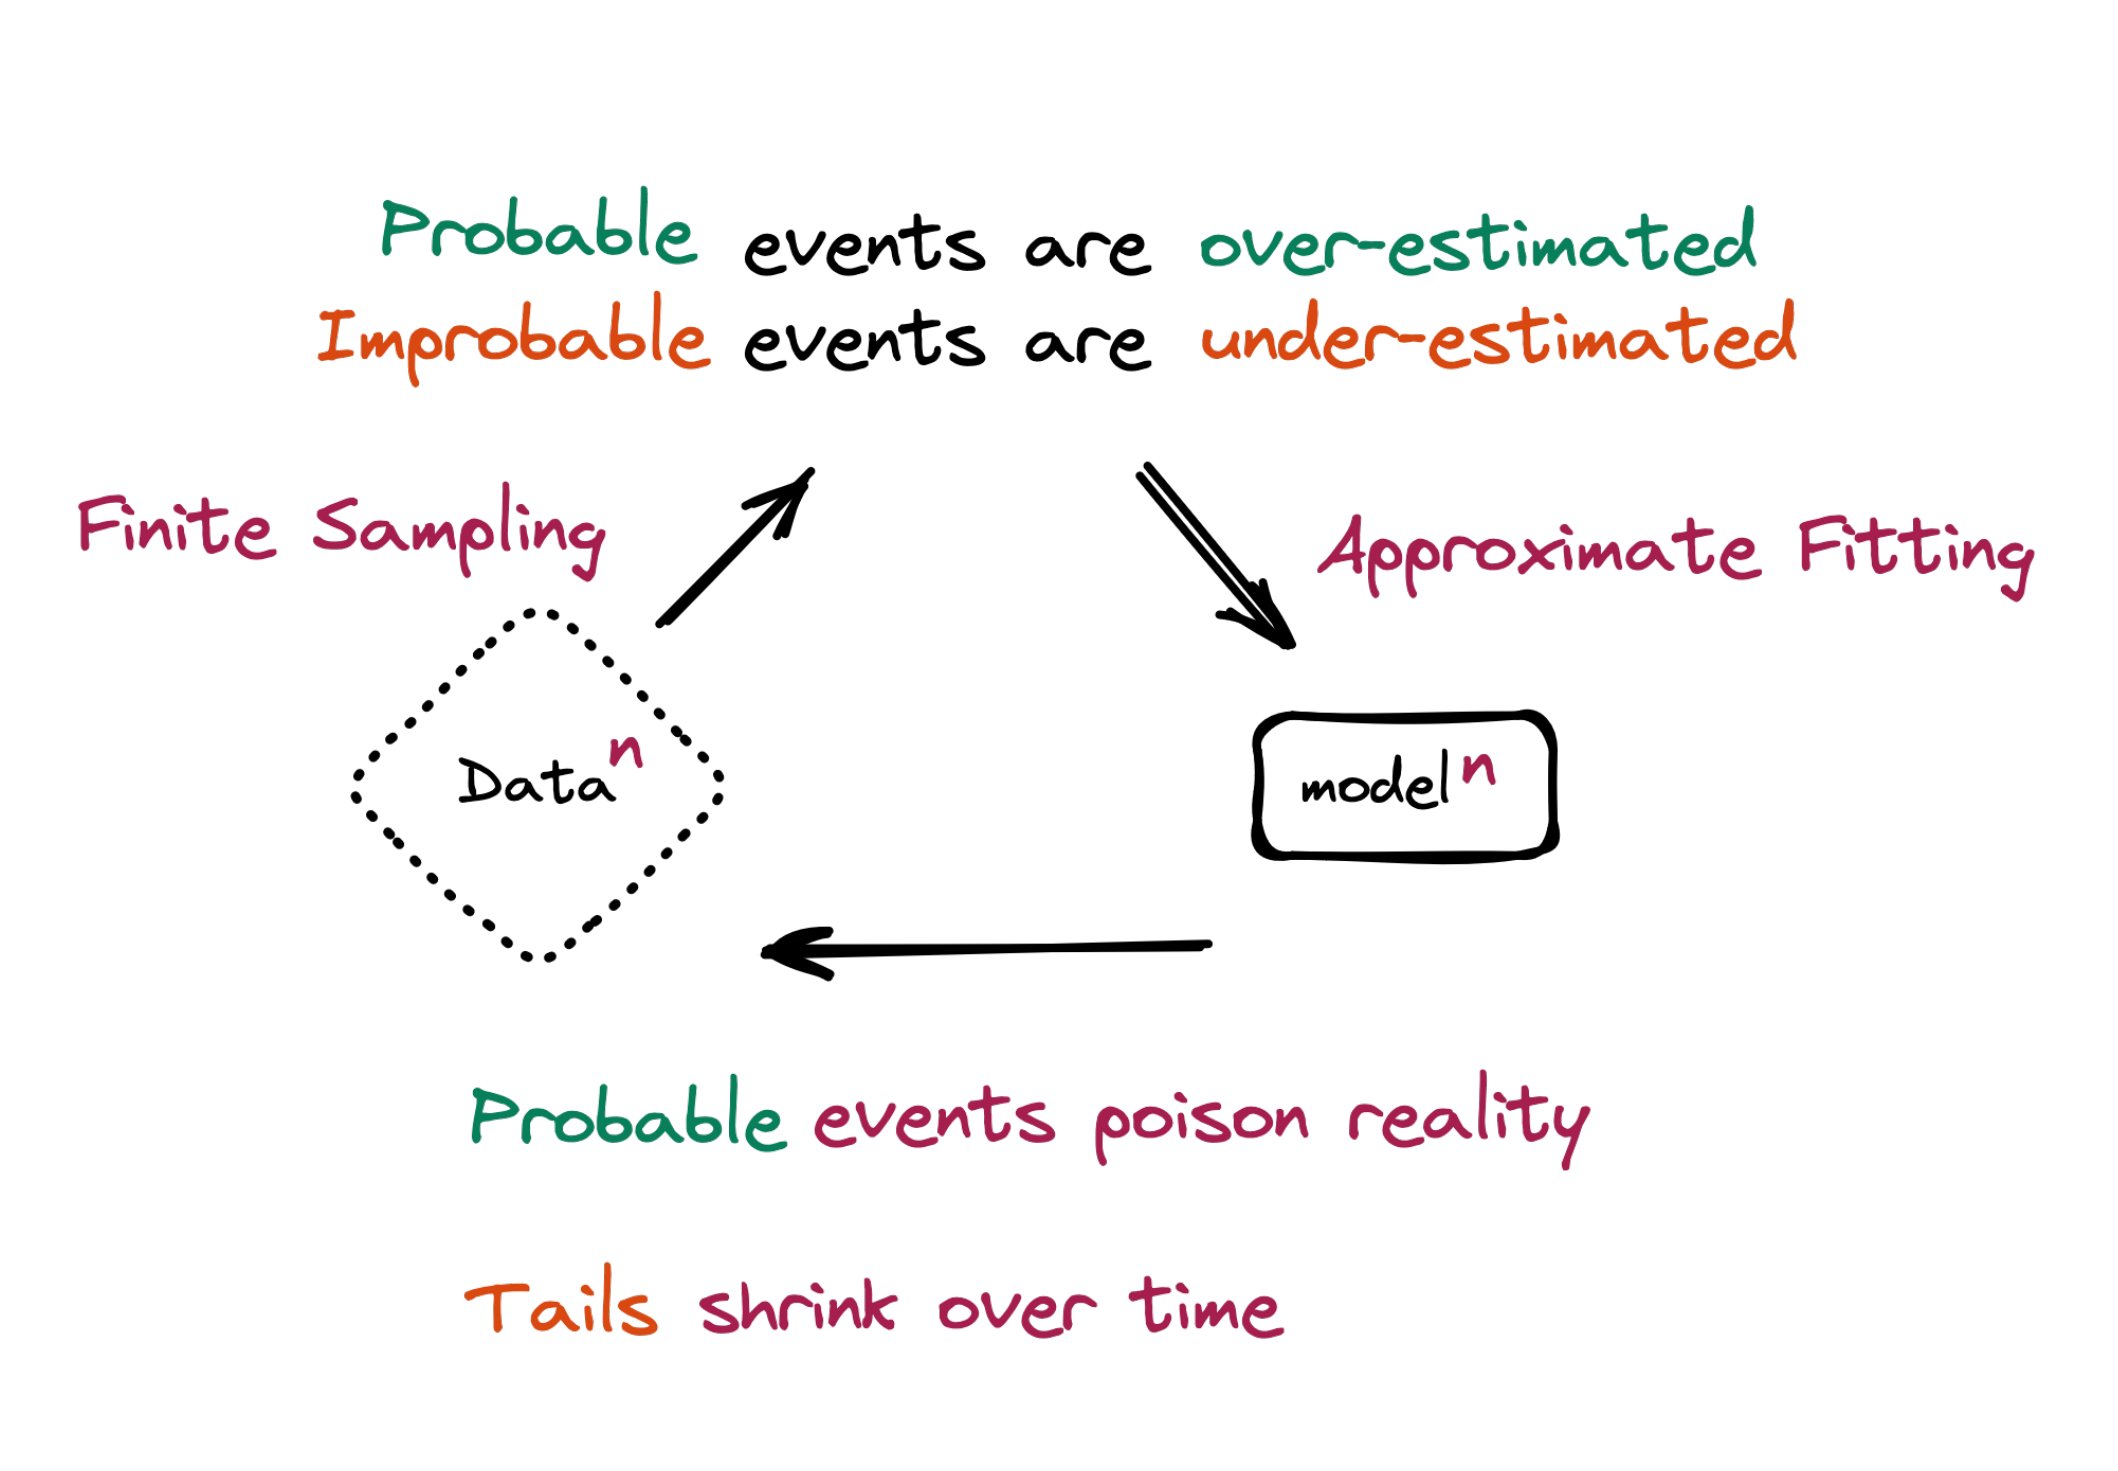 Probable events are over-estimated
Improbable events are under-estimated
Finite Sampling
Approximate Fitting
Data^n
model^n
Probable events poison reality
Tails shrink over time